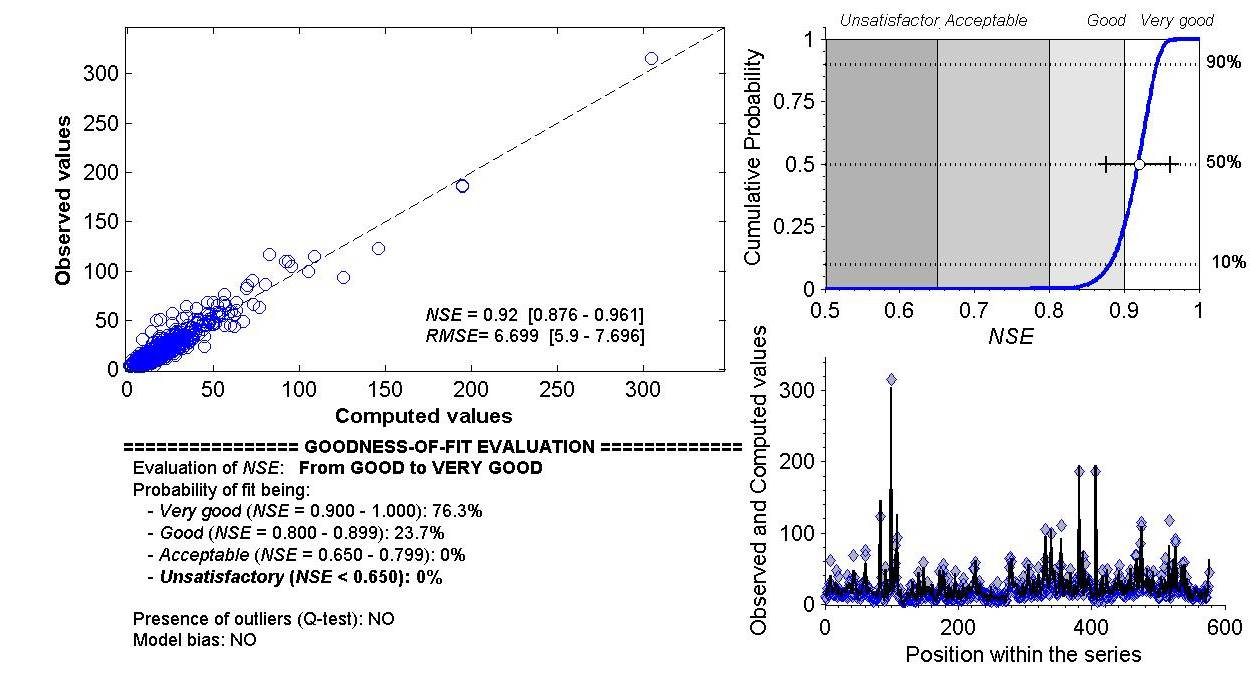 300
250
200
150
100
50
0
Observed values
NSE = 0.92 [0.876 - 0.961]
RMSE= 6.699 [5.9 - 7.696]
0 50 100 150 200 250 300
Computed values
=============== GOODNESS-OF-FIT EVALUATION =============
Evaluation of NSE: From GOOD to VERY GOOD
Probability of fit being:
- Very good (NSE = 0.900 - 1.000): 76.3%
- Good (NSE = 0.800 - 0.899): 23.7%
- Acceptable (NSE = 0.650 - 0.799): 0%
- Unsatisfactory (NSE < 0.650): 0%
Presence of outliers (Q-test): NO
Model bias: NO
Unsatisfactor Acceptable Good Very good
1
0.75
0.5
0.25
0
Cumulative Probability
90%
50%
10%
0.5 0.6 0.7 0.8 0.9 1
NSE
300
200
100
0
Observed and Computed values
0 200 400 600
Position within the series